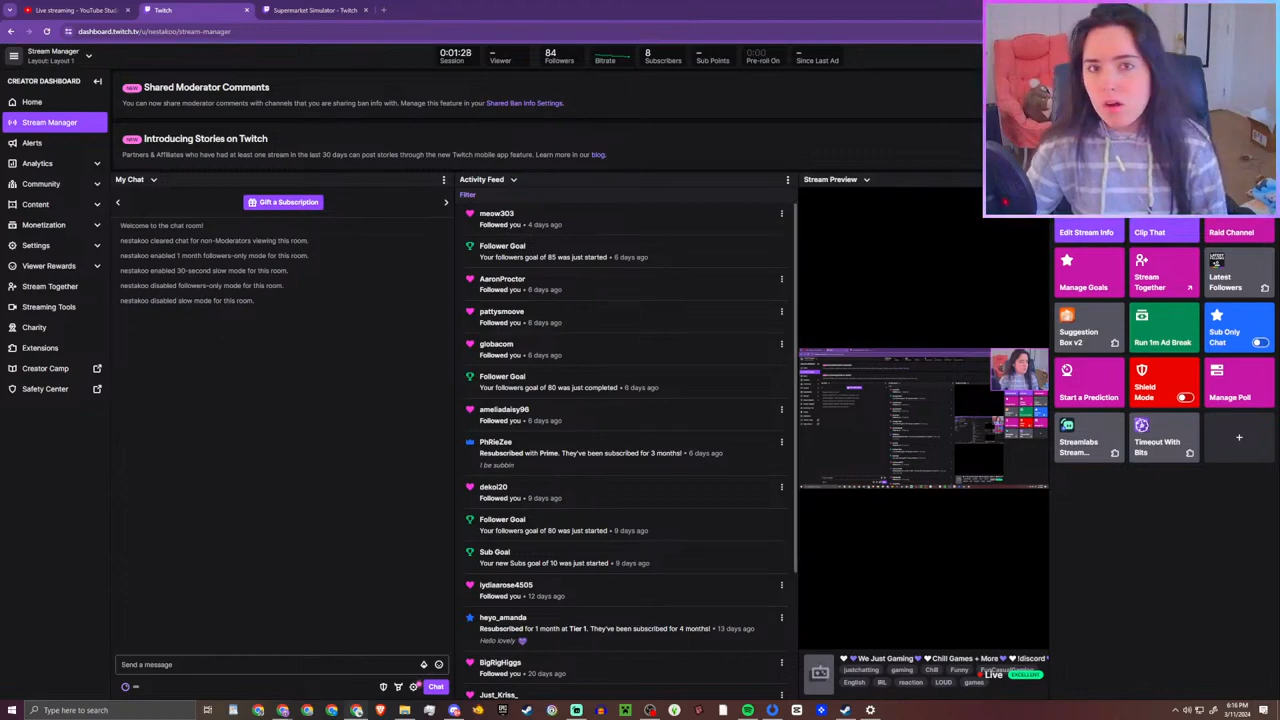 Live streaming - YouTube Stud
Twitch
Supermarket Simulator - Twitch
dashboard.twitch.tv/u/nestakoo/stream-manager
Stream Manager
Layout: Layout 1
0:01:28
Session
–
Viewer
84
Followers
Bitrate
8
Subscribers
–
Sub Points
0:00
Pre-roll On
–
Since Last Ad
CREATOR DASHBOARD
Home
Stream Manager
Alerts
Analytics
Community
Content
Monetization
Settings
Viewer Rewards
Stream Together
Streaming Tools
Charity
Extensions
Creator Camp
Safety Center
NEW Shared Moderator Comments
You can now share moderator comments with channels that you are sharing ban info with. Manage this feature in your Shared Ban Info Settings.
NEW Introducing Stories on Twitch
Partners & Affiliates who have had at least one stream in the last 30 days can post stories through the new Twitch mobile app feature. Learn more in our blog.
My Chat
Gift a Subscription
Welcome to the chat room!
nestakoo cleared chat for non-Moderators viewing this room.
nestakoo enabled 1 month followers-only mode for this room.
nestakoo enabled 30-second slow mode for this room.
nestakoo disabled followers-only mode for this room.
nestakoo disabled slow mode for this room.
Send a message
Chat
Activity Feed
Filter
meow303
Followed you • 4 days ago
Follower Goal
Your followers goal of 85 was just started • 6 days ago
AaronProctor
Followed you • 6 days ago
pattysmoove
Followed you • 6 days ago
globacom
Followed you • 6 days ago
Follower Goal
Your followers goal of 80 was just completed • 6 days ago
ameliadaisy96
Followed you • 6 days ago
PhRieZee
Resubscribed with Prime. They've been subscribed for 3 months! • 6 days ago
I be subbin
dekol20
Followed you • 9 days ago
Follower Goal
Your followers goal of 80 was just started • 9 days ago
Sub Goal
Your new Subs goal of 10 was just started • 9 days ago
lydiaarose4505
Followed you • 12 days ago
heyo_amanda
Resubscribed for 1 month at Tier 1. They've been subscribed for 4 months! • 13 days ago
Hello lovely
BigRigHiggs
Followed you • 20 days ago
Just_Kriss_
Stream Preview
We Just Gaming Chill Games + More !discord
justchatting gaming Chill Funny FunCasualGaming
English IRL reaction LOUD games
Live EXCELLENT
Edit Stream Info
Clip That
Raid Channel
Manage Goals
Stream Together
LATEST FOLLOWER
Latest Followers
Suggestion Box v2
Run 1m Ad Break
Sub Only Chat
Start a Prediction
Shield Mode
Manage Poll
Streamlabs Stream...
Timeout With Bits
Type here to search
6:16 PM
3/11/2024